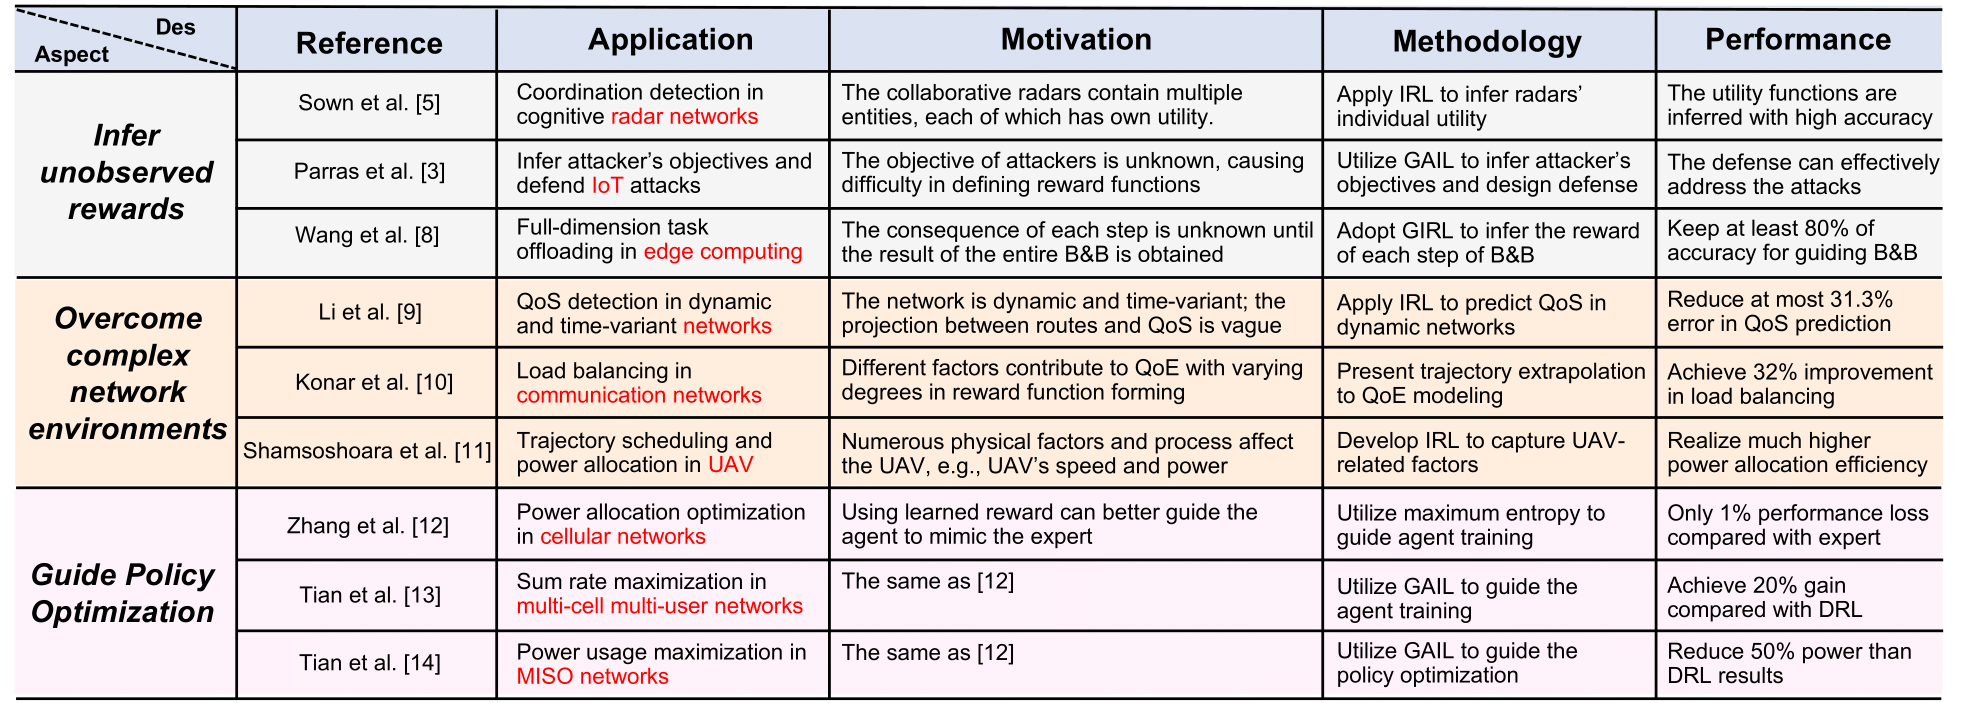 Des
Aspect
Reference
Application
Motivation
Methodology
Performance
Infer
unobserved
rewards
Sown et al. [5]
Coordination detection in
cognitive radar networks
The collaborative radars contain multiple
entities, each of which has own utility.
Apply IRL to infer radars'
individual utility
The utility functions are
inferred with high accuracy
Parras et al. [3]
Infer attacker's objectives and
defend IoT attacks
The objective of attackers is unknown, causing
difficulty in defining reward functions
Utilize GAIL to infer attacker's
objectives and design defense
The defense can effectively
address the attacks
Wang et al. [8]
Full-dimension task
offloading in edge computing
The consequence of each step is unknown until
the result of the entire B&B is obtained
Adopt GIRL to infer the reward
of each step of B&B
Keep at least 80% of
accuracy for guiding B&B
Overcome
complex
network
environments
Li et al. [9]
QoS detection in dynamic
and time-variant networks
The network is dynamic and time-variant; the
projection between routes and QoS is vague
Apply IRL to predict QoS in
dynamic networks
Reduce at most 31.3%
error in QoS prediction
Konar et al. [10]
Load balancing in
communication networks
Different factors contribute to QoE with varying
degrees in reward function forming
Present trajectory extrapolation
to QoE modeling
Achieve 32% improvement
in load balancing
Shamsoshoara et al. [11]
Trajectory scheduling and
power allocation in UAV
Numerous physical factors and process affect
the UAV, e.g., UAV's speed and power
Develop IRL to capture UAV-
related factors
Realize much higher
power allocation efficiency
Guide Policy
Optimization
Zhang et al. [12]
Power allocation optimization
in cellular networks
Using learned reward can better guide the
agent to mimic the expert
Utilize maximum entropy to
guide agent training
Only 1% performance loss
compared with expert
Tian et al. [13]
Sum rate maximization in
multi-cell multi-user networks
The same as [12]
Utilize GAIL to guide the
agent training
Achieve 20% gain
compared with DRL
Tian et al. [14]
Power usage maximization in
MISO networks
The same as [12]
Utilize GAIL to guide the
policy optimization
Reduce 50% power than
DRL results